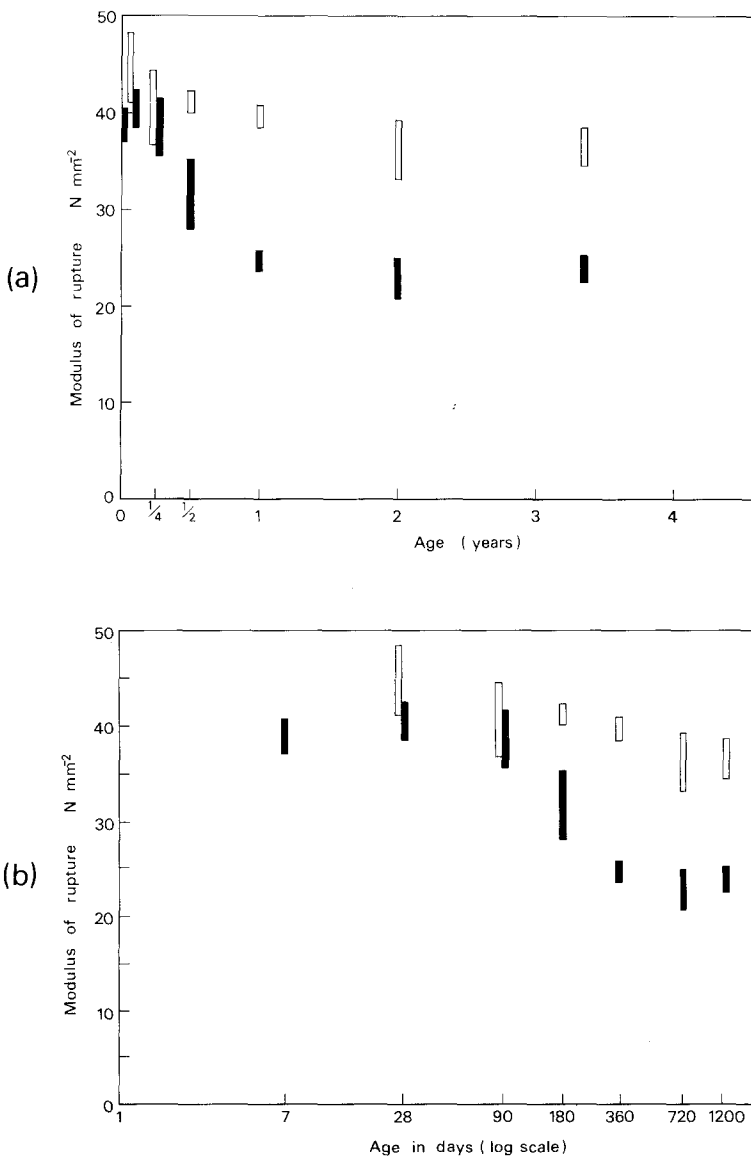 (a)
Modulus of rupture N mm⁻²
50
40
30
20
10
0
0 1/4 1/2 1 2 3 4
Age (years)
(b)
Modulus of rupture N mm⁻²
50
40
30
20
10
0
1 7 28 90 180 360 720 1200
Age in days (log scale)